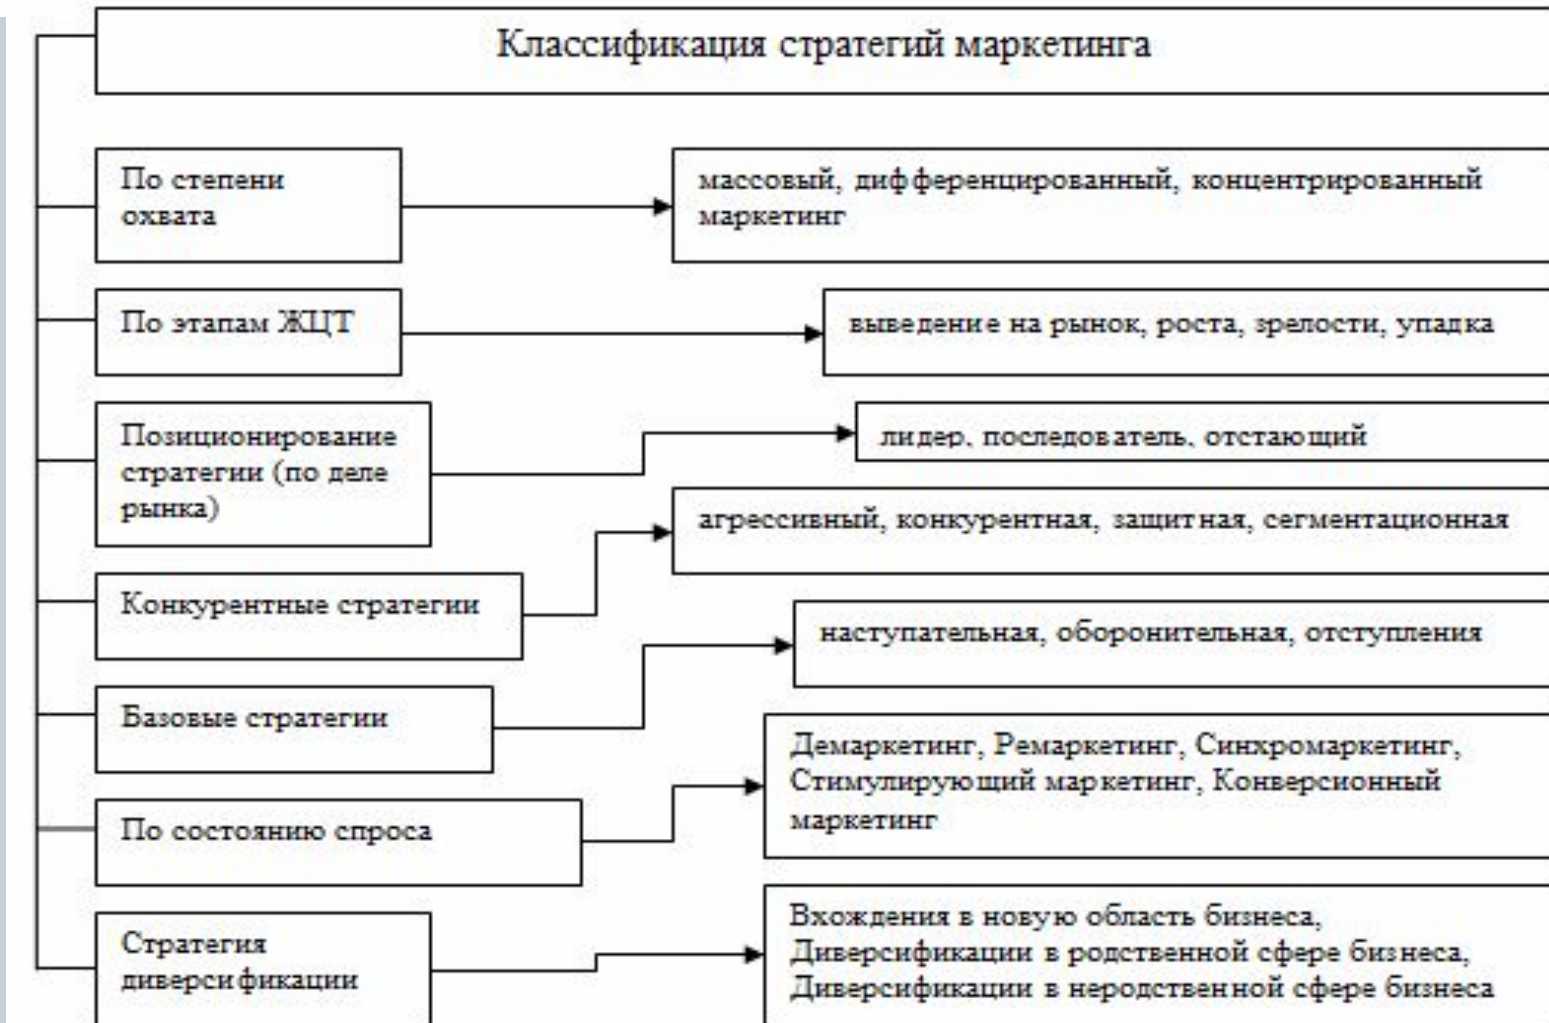 Классификация стратегий маркетинга
По степени
охвата
массовый, дифференцированный, концентрированный
маркетинг
По этапам ЖЦТ
выведение на рынок, роста, зрелости, упадка
Позиционирование
стратегии (по деле
рынка)
лидер, последователь, отстающий
Конкурентные стратегии
агрессивный, конкурентная, защитная, сегментационная
Базовые стратегии
наступательная, оборонительная, отступления
По состоянию спроса
Демаркетинг, Ремаркетинг, Синхромаркетинг,
Стимулирующий маркетинг, Конверсионный
маркетинг
Стратегия
диверсификации
Вхождения в новую область бизнеса,
Диверсификации в родственной сфере бизнеса,
Диверсификации в неродственной сфере бизнеса